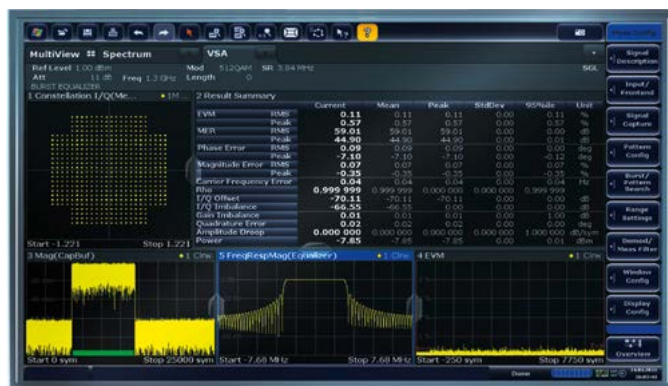 MultiView Spectrum VSA
Ref Level 1.00 dBm Mod 512QAM SR 3.84 MHz SGL
Att 11 dB Freq 1.3 GHz Length 0
BURST EQUALIZER
1 Constellation I/Q(Me... 1M
2 Result Summary
Current Mean Peak StdDev 95%ile Unit
EVM RMS 0.11 0.11 0.11 0.00 0.11 %
Peak 0.57 0.57 0.57 0.00 0.57 %
MER RMS 59.01 59.01 59.01 0.00 0.00 dB
Peak 44.90 44.90 44.90 0.00 0.01 dB
Phase Error RMS 0.09 0.09 0.09 0.00 0.00 deg
Peak -7.10 -7.10 -7.10 0.00 -0.12 deg
Magnitude Error RMS 0.07 0.07 0.07 0.00 0.07 %
Peak -0.35 -0.35 -0.35 0.00 -0.35 %
Carrier Frequency Error 0.04 0.04 0.04 0.00 0.04 Hz
Rho 0.999 999 0.999 999 0.000 000 0.000 000 0.999 999
I/Q Offset -70.11 -70.11 -70.11 0.00 0.00 dB
I/Q Imbalance -66.55 -66.55 0.00 0.00 0.00 dB
Gain Imbalance 0.01 0.01 0.01 0.00 1.00 dB
Quadrature Error 0.02 0.02 0.02 0.00 0.00 deg
Amplitude Droop 0.000 000 0.000 000 0.000 000 0.000 000 1.000 000 dB/sym
Power -7.85 -7.85 -7.85 0.00 0.01 dBm
Start -1.221 Stop 1.221
3 Mag(CapBuf) 1 Clrw
5 FreqRespMag(Equalizer) 1 Clrw
4 EVM 1 Clrw
Start 0 sym Stop 25000 sym
Start -7.68 MHz Stop 7.68 MHz
Start -250 sym Stop 7750 sym
Meas Config
Signal
Description
Input/
Frontend
Signal
Capture
Pattern
Config
Burst/
Pattern
Search
Range
Settings
Demod/
Meas Filter
Window
Config
Display
Config
Overview